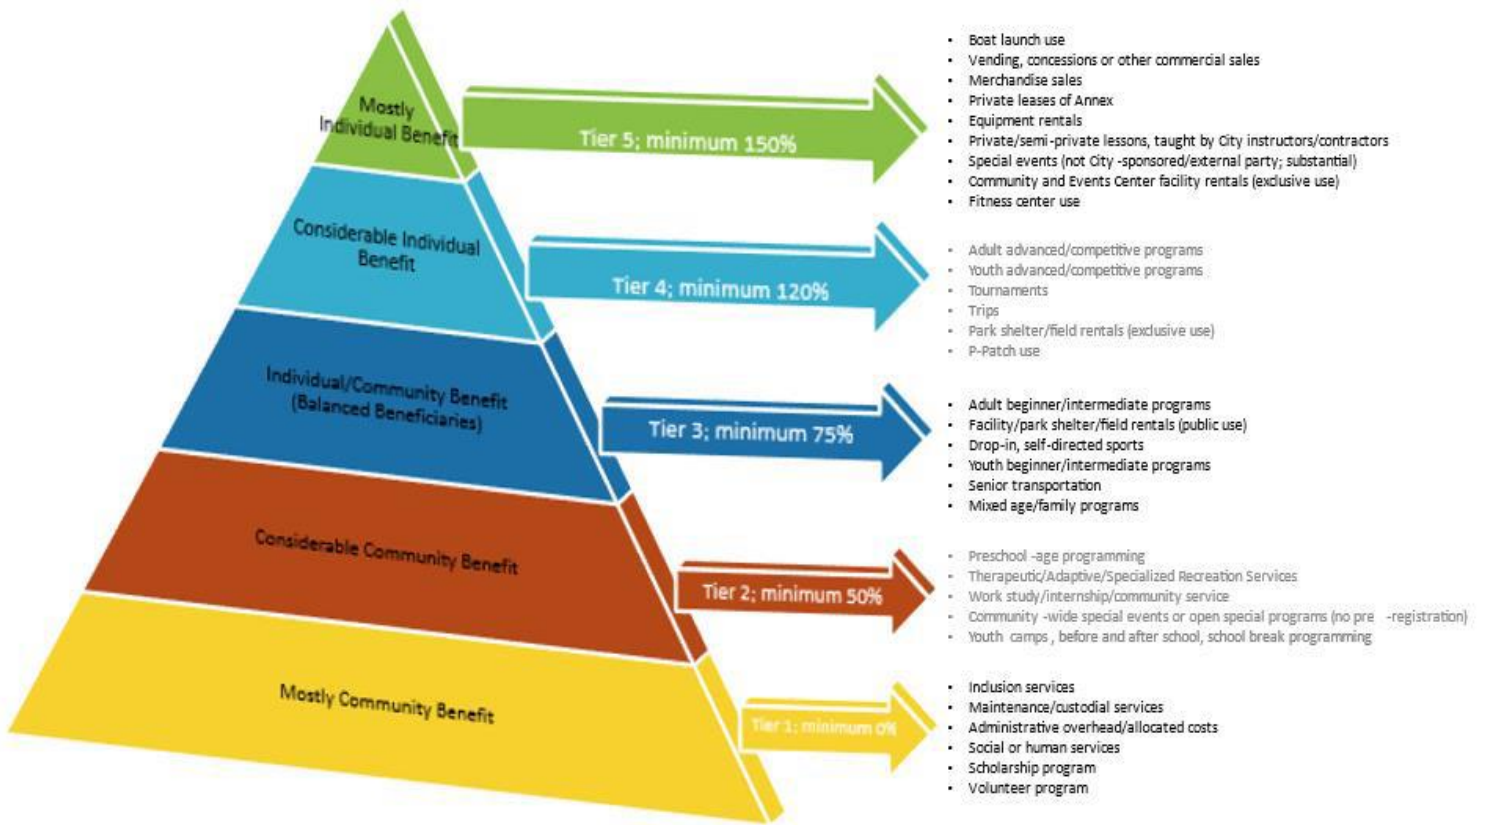 Mostly
Individual Benefit
Tier 5; minimum 150%
• Boat launch use
• Vending, concessions or other commercial sales
• Merchandise sales
• Private leases of Annex
• Equipment rentals
• Private/semi-private lessons, taught by City instructors/contractors
• Special events (not City -sponsored/external party; substantial)
• Community and Events Center facility rentals (exclusive use)
• Fitness center use
Considerable Individual
Benefit
Tier 4; minimum 120%
• Adult advanced/competitive programs
• Youth advanced/competitive programs
• Tournaments
• Trips
• Park shelter/field rentals (exclusive use)
• P-Patch use
Individual/Community Benefit
(Balanced Beneficiaries)
Tier 3; minimum 75%
• Adult beginner/intermediate programs
• Facility/park shelter/field rentals (public use)
• Drop-in, self-directed sports
• Youth beginner/intermediate programs
• Senior transportation
• Mixed age/family programs
Considerable Community Benefit
Tier 2; minimum 50%
• Preschool -age programming
• Therapeutic/Adaptive/Specialized Recreation Services
• Work study/internship/community service
• Community -wide special events or open special programs (no pre -registration)
• Youth camps , before and after school, school break programming
Mostly Community Benefit
Tier 1; minimum 0%
• Inclusion services
• Maintenance/custodial services
• Administrative overhead/allocated costs
• Social or human services
• Scholarship program
• Volunteer program